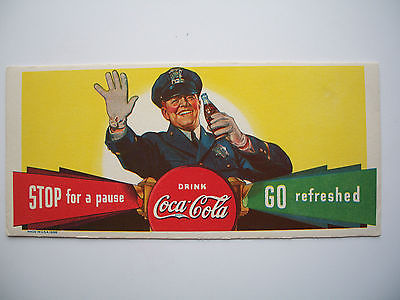 STOP for a pause
DRINK
Coca-Cola
GO refreshed